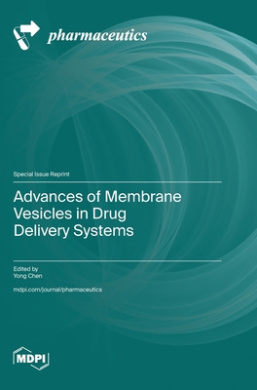 pharmaceutics
Special Issue Reprint
Advances of Membrane
Vesicles in Drug
Delivery Systems
Edited by
Yong Chen
mdpi.com/journal/pharmaceutics
MDPI